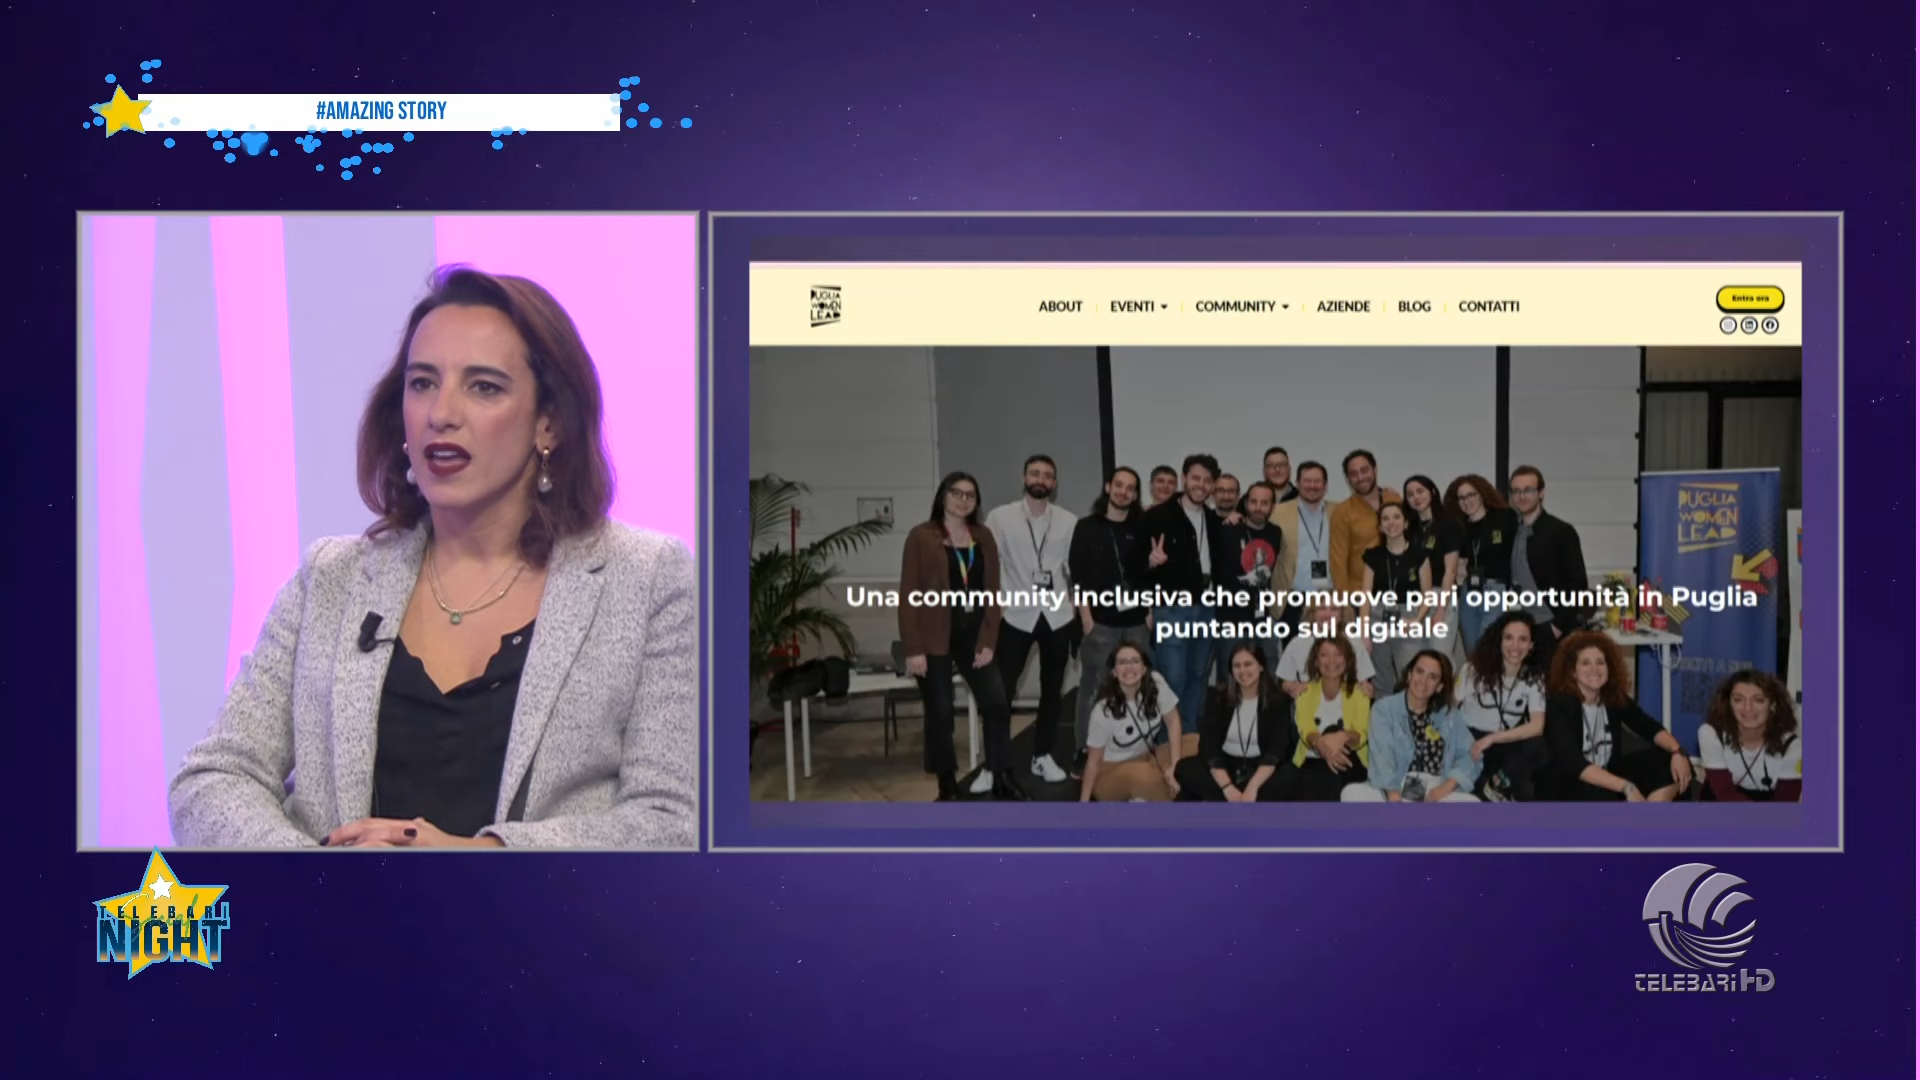 #AMAZING STORY
PUGLIA
WOMEN
LEAD
ABOUT
EVENTI
COMMUNITY
AZIENDE
BLOG
CONTATTI
Entra ora
PUGLIA
WOMEN
LEAD
Una community inclusiva che promuove pari opportunità in Puglia
puntando sul digitale
TELEBARI
NIGHT
TELEBARI HD